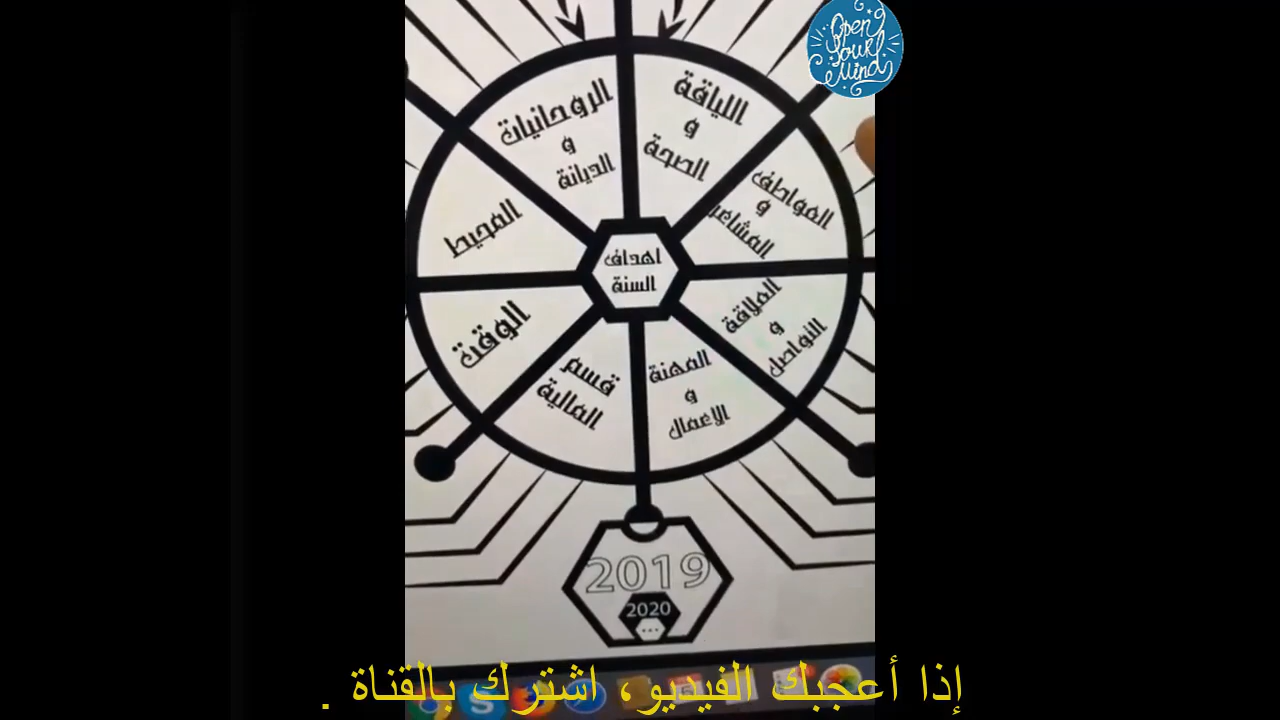 Open
Your
Mind
الروحانيات
و
الديانة
اللياقة
و
الصحة
العواطف
و
المشاعر
المحيط
اهداف
السنة
العلاقة
و
التواصل
الوقت
قسم
المالية
المهنة
و
الاعمال
2019
2020
...
إذا أعجبك الفيديو، اشترك بالقناة .